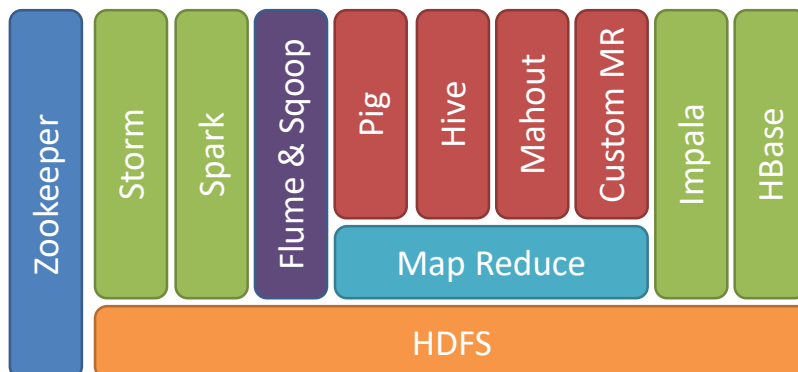 Zookeeper
Storm
Spark
Flume & Sqoop
Pig
Hive
Mahout
Custom MR
Impala
HBase
Map Reduce
HDFS